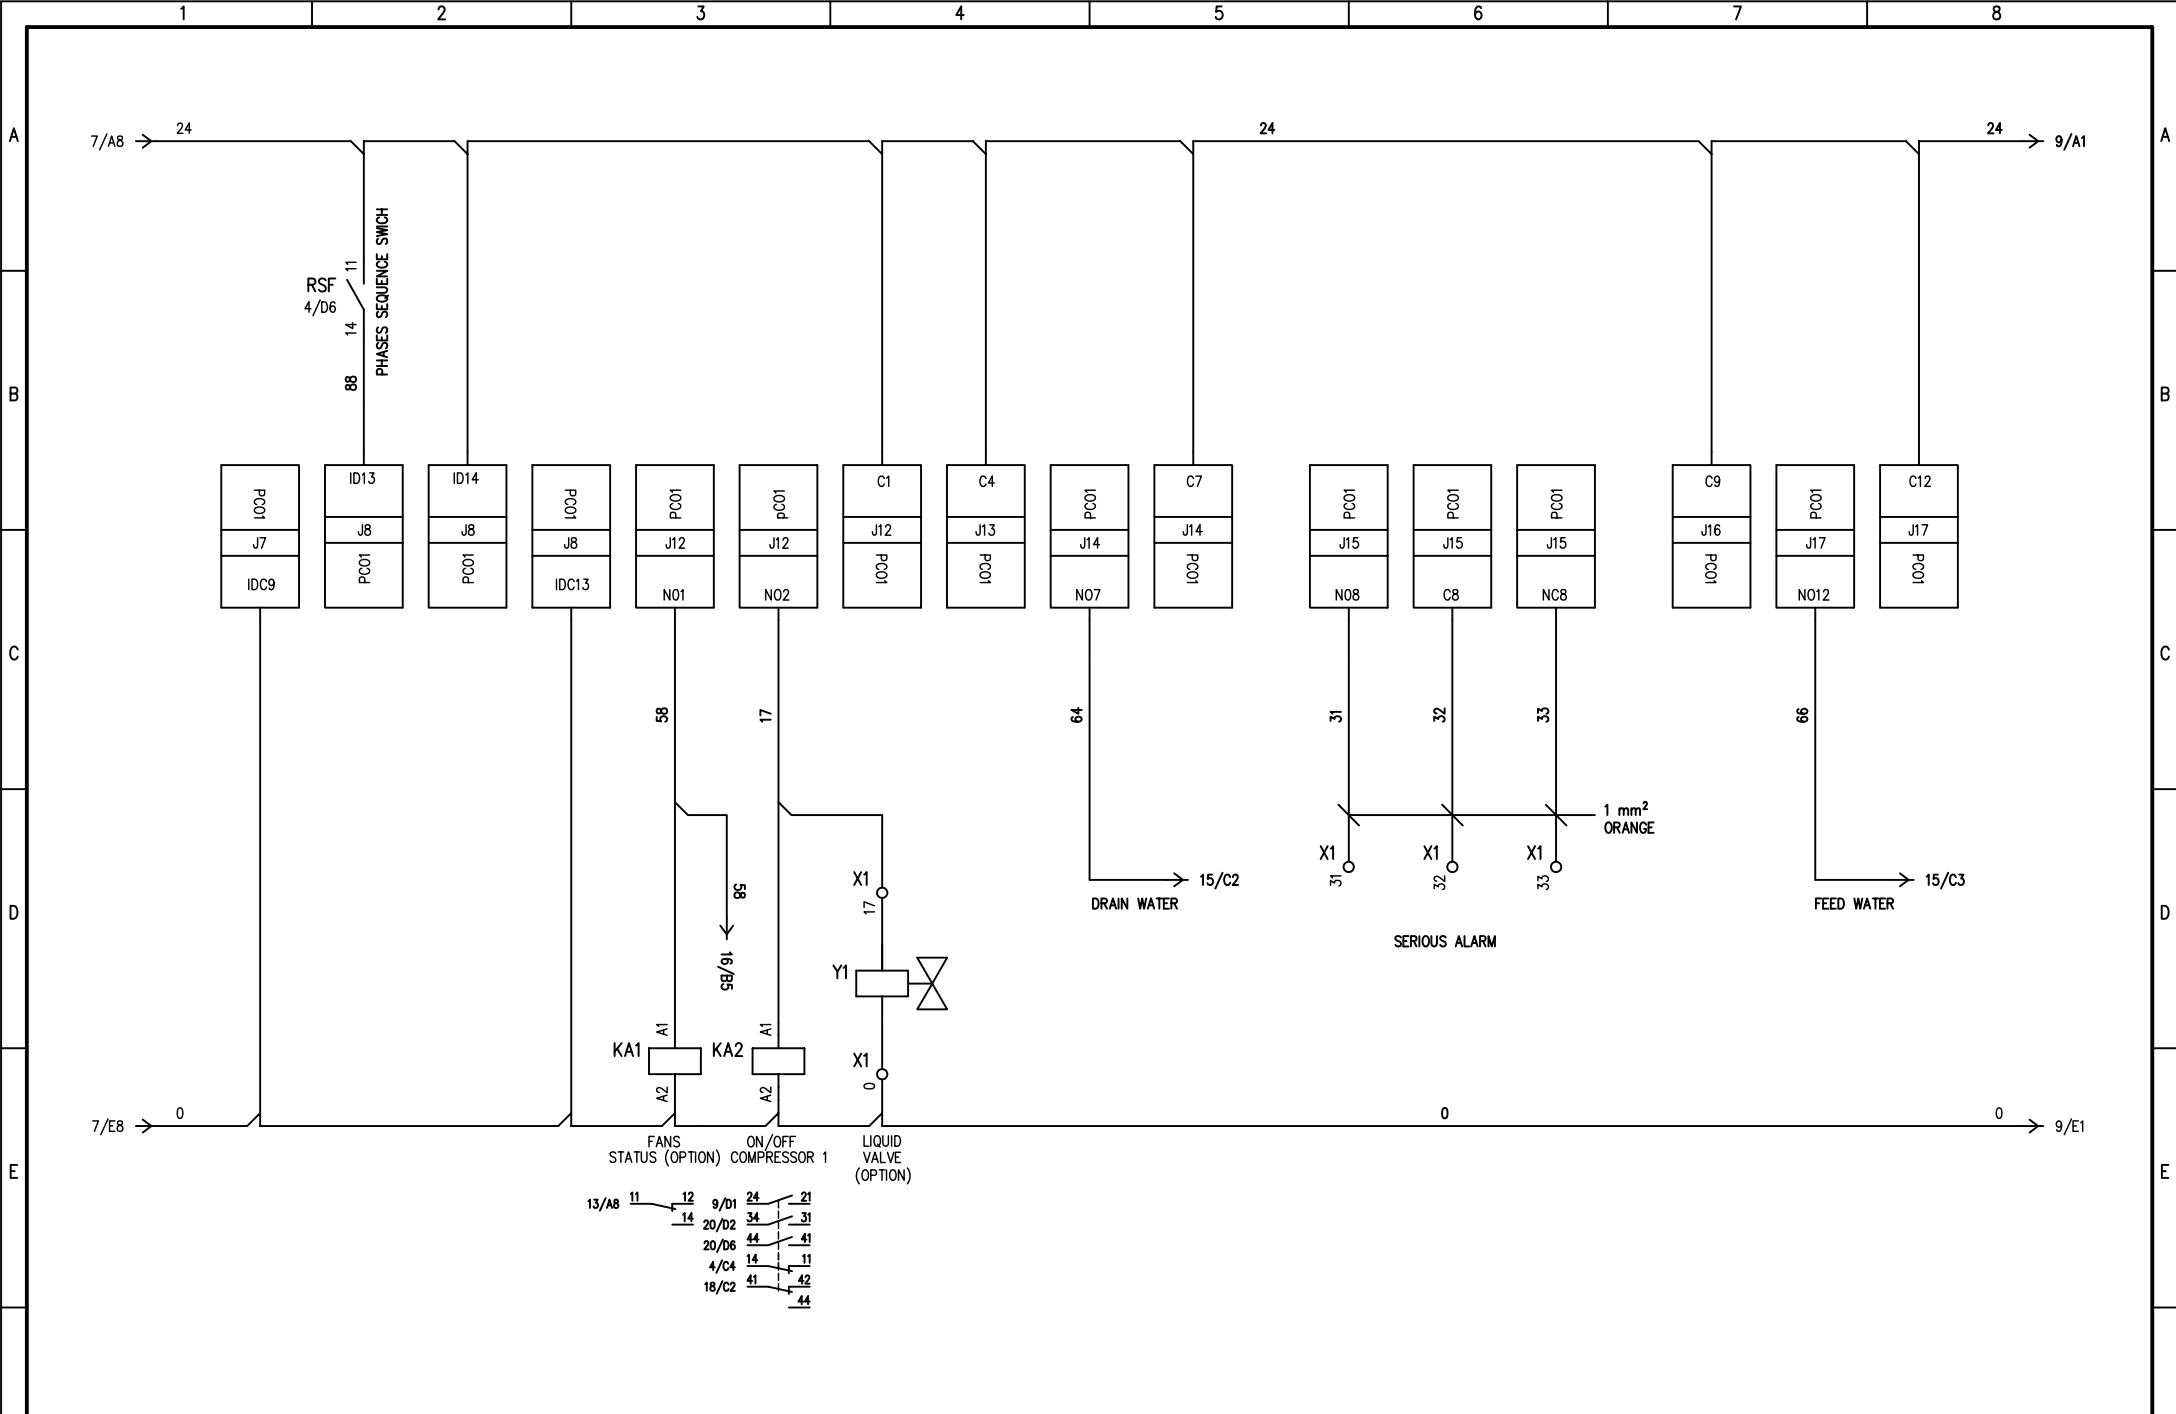 1 2 3 4 5 6 7 8
A A
7/A8 24 24 24 9/A1
PHASES SEQUENCE SWICH
11
RSF
4/D6
14
88
B B
PC01 ID13 ID14 PC01 PC01 PC01 C1 C4 PC01 C7 PC01 PC01 PC01 C9 PC01 C12
J7 J8 J8 J8 J12 J12 J12 J13 J14 J14 J15 J15 J15 J16 J17 J17
IDC9 PC01 PC01 IDC13 NO1 NO2 PC01 PC01 NO7 PC01 NO8 C8 NC8 PC01 NO12 PC01
C C
58 17 64 31 32 33 66
1 mm²
ORANGE
X1 X1 X1
31 32 33
X1
17
58
16/B5
15/C2
DRAIN WATER
15/C3
FEED WATER
D D
SERIOUS ALARM
Y1
A1 A1
KA1 KA2
A2 A2
X1
0
7/E8 0 0 0 9/E1
FANS
STATUS (OPTION)
ON/OFF
COMPRESSOR 1
LIQUID
VALVE
(OPTION)
E E
13/A8 11 12
14
9/D1 24 21
20/D2 34 31
20/D6 44 41
4/C4 14 11
18/C2 41 42
44